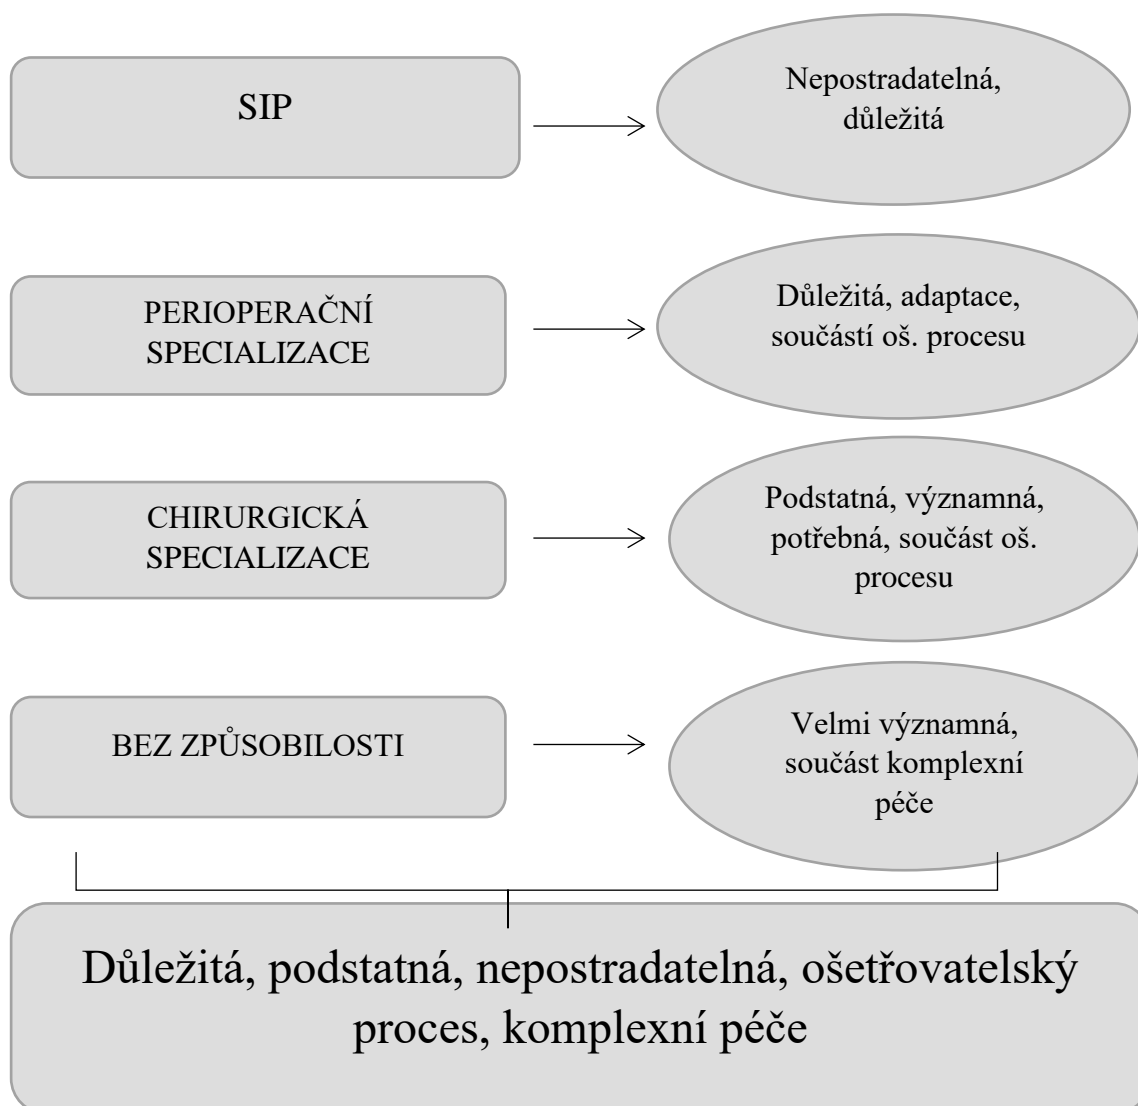 SIP
Nepostradatelná,
důležitá
PERIOPERAČNÍ
SPECIALIZACE
Důležitá, adaptace,
součástí oš. procesu
CHIRURGICKÁ
SPECIALIZACE
Podstatná, významná,
potřebná, součást oš.
procesu
BEZ ZPŮSOBILOSTI
Velmi významná,
součást komplexní
péče
Důležitá, podstatná, nepostradatelná, ošetřovatelský
proces, komplexní péče